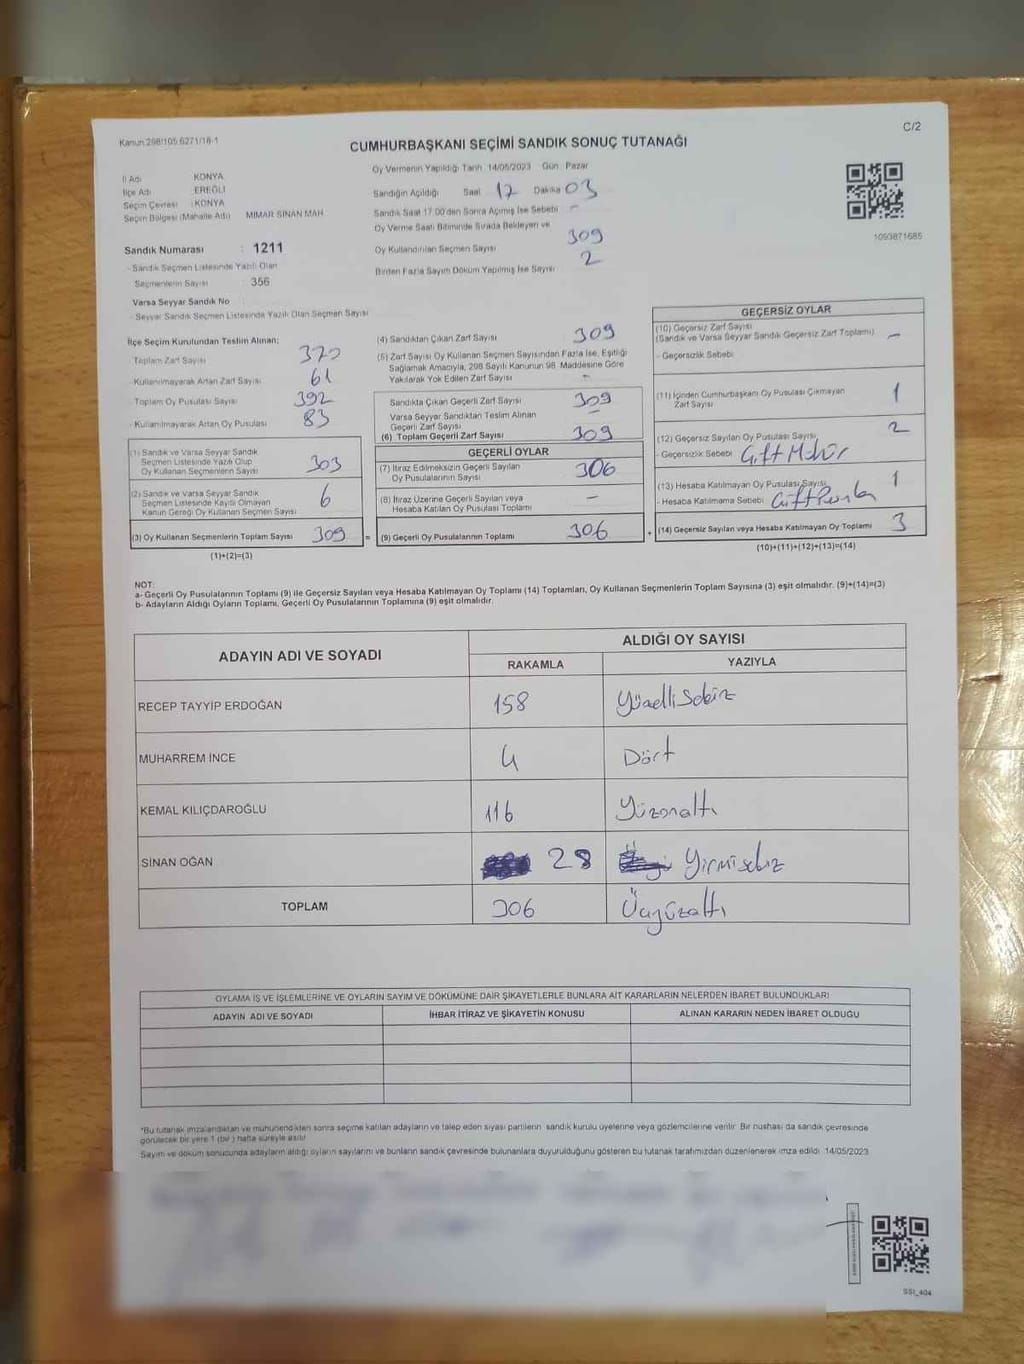 Kanun 298/105 6271/18-1
C/2
CUMHURBAŞKANI SEÇİMİ SANDIK SONUÇ TUTANAĞI
İl Adı KONYA
İlçe Adı EREĞLİ
Seçim Çevresi : KONYA
Seçim Bölgesi (Mahalle Adı) MIMAR SINAN MAH.
Sandık Numarası : 1211
- Sandık Seçmen Listesinde Yazılı Olan
Seçmenlerin Sayısı : 356
Varsa Seyyar Sandık No
- Seyyar Sandık Seçmen Listesinde Yazılı Olan Seçmen Sayısı
Oy Vermenin Yapıldığı Tarih 14/05/2023 Gün Pazar
Sandığın Açıldığı Saat 17 Dakika 03
Sandık Saat 17.00'den Sonra Açılmış İse Sebebi -
Oy Verme Saati Bitiminde Sırada Bekleyen ve
Oy Kullandırılan Seçmen Sayısı 309
Birden Fazla Sayım Döküm Yapılmış İse Sayısı 2
1093871685
İlçe Seçim Kurulundan Teslim Alınan;
Toplam Zarf Sayısı 370
- Kullanılmayarak Artan Zarf Sayısı 61
- Toplam Oy Pusulası Sayısı 392
- Kullanılmayarak Artan Oy Pusulası 83
(1) Sandık ve Varsa Seyyar Sandık
Seçmen Listesinde Yazılı Olup
Oy Kullanan Seçmenlerin Sayısı 303
(2) Sandık ve Varsa Seyyar Sandık
Seçmen Listesinde Kayıtlı Olmayan
Kanun Gereği Oy Kullanan Seçmen Sayısı 6
(3) Oy Kullanan Seçmenlerin Toplam Sayısı 309 =
(1)+(2)=(3)
(4) Sandıktan Çıkan Zarf Sayısı 309
(5) Zarf Sayısı Oy Kullanan Seçmen Sayısından Fazla İse, Eşitliği
Sağlamak Amacıyla, 298 Sayılı Kanunun 98. Maddesine Göre
Yakılarak Yok Edilen Zarf Sayısı -
Sandıkta Çıkan Geçerli Zarf Sayısı 309
Varsa Seyyar Sandıktan Teslim Alınan
Geçerli Zarf Sayısı -
(6) Toplam Geçerli Zarf Sayısı 309
GEÇERLİ OYLAR
(7) İtiraz Edilmeksizin Geçerli Sayılan
Oy Pusulalarının Sayısı 306
(8) İtiraz Üzerine Geçerli Sayılan veya
Hesaba Katılan Oy Pusulası Toplamı -
(9) Geçerli Oy Pusulalarının Toplamı 306 +
GEÇERSİZ OYLAR
(10) Geçersiz Zarf Sayısı
(Sandık ve Varsa Seyyar Sandık Geçersiz Zarf Toplamı) -
- Geçersizlik Sebebi
(11) İçinden Cumhurbaşkanı Oy Pusulası Çıkmayan
Zarf Sayısı 1
(12) Geçersiz Sayılan Oy Pusulası Sayısı 2
- Geçersizlik Sebebi Çift Mühür
(13) Hesaba Katılmayan Oy Pusulası Sayısı 1
- Hesaba Katılmama Sebebi Çift Pusula
(14) Geçersiz Sayılan veya Hesaba Katılmayan Oy Toplamı 3
(10)+(11)+(12)+(13)=(14)
NOT:
a- Geçerli Oy Pusulalarının Toplamı (9) ile Geçersiz Sayılan veya Hesaba Katılmayan Oy Toplamı (14) Toplamları, Oy Kullanan Seçmenlerin Toplam Sayısına (3) eşit olmalıdır. (9)+(14)=(3)
b- Adayların Aldığı Oyların Toplamı, Geçerli Oy Pusulalarının Toplamına (9) eşit olmalıdır.
ADAYIN ADI VE SOYADI
ALDIĞI OY SAYISI
RAKAMLA YAZIYLA
RECEP TAYYİP ERDOĞAN 158 Yüzellisekiz
MUHARREM İNCE 4 Dört
KEMAL KILIÇDAROĞLU 116 Yüzonaltı
SİNAN OĞAN 28 Yirmisekiz
TOPLAM 306 Üçyüzaltı
OYLAMA İŞ VE İŞLEMLERİNE VE OYLARIN SAYIM VE DÖKÜMÜNE DAİR ŞİKAYETLERLE BUNLARA AİT KARARLARIN NELERDEN İBARET BULUNDUKLARI
ADAYIN ADI VE SOYADI İHBAR İTİRAZ VE ŞİKAYETİN KONUSU ALINAN KARARIN NEDEN İBARET OLDUĞU
*Bu tutanak imzalandıktan ve mühürlendikten sonra seçime katılan adayların ve talep eden siyasi partilerin sandık kurulu üyelerine veya gözlemcilerine verilir. Bir nüshası da sandık çevresinde
görülecek bir yere 1 (bir) hafta süreyle asılır.
Sayım ve döküm sonucunda adayların aldığı oyların sayılarını ve bunların sandık çevresinde bulunanlara duyurulduğunu gösteren bu tutanak tarafımızdan düzenlenerek imza edildi. 14/05/2023
SSI_404